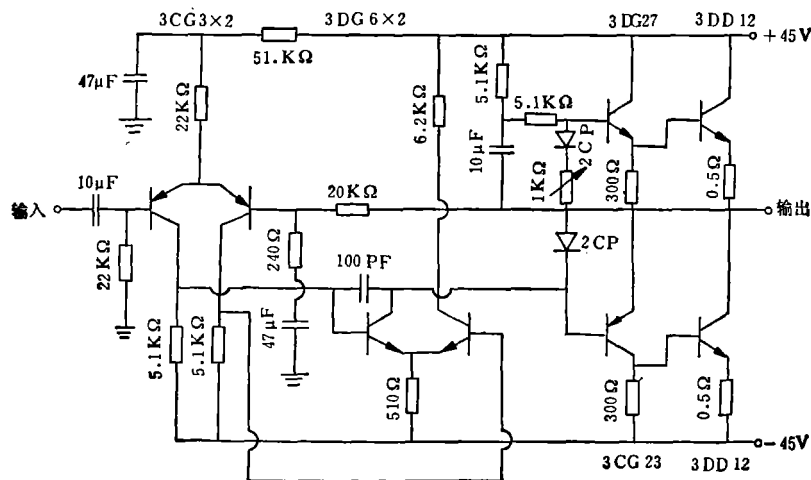 3CG3×2
3DG6×2
3DG27
3DD12
+45V
51.KΩ
47μF
22KΩ
6.2KΩ
5.1KΩ
5.1KΩ
10μF
2CP
1KΩ
300Ω
0.5Ω
10μF
输入
20KΩ
输出
22KΩ
240Ω
2CP
100PF
47μF
5.1KΩ
5.1KΩ
510Ω
300Ω
0.5Ω
-45V
3CG23
3DD12